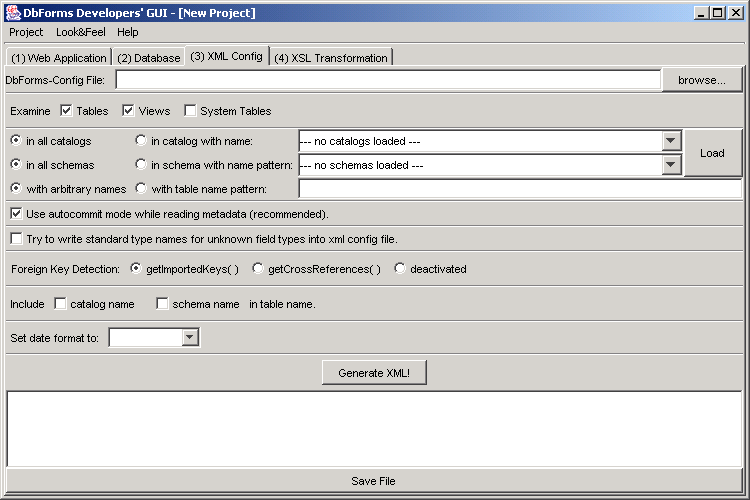 DbForms Developers' GUI - [New Project]
Project Look&Feel Help
(1) Web Application (2) Database (3) XML Config (4) XSL Transformation
DbForms-Config File: browse...
Examine Tables Views System Tables
in all catalogs in catalog with name: --- no catalogs loaded ---
in all schemas in schema with name pattern: --- no schemas loaded --- Load
with arbitrary names with table name pattern:
Use autocommit mode while reading metadata (recommended).
Try to write standard type names for unknown field types into xml config file.
Foreign Key Detection: getImportedKeys( ) getCrossReferences( ) deactivated
Include catalog name schema name in table name.
Set date format to:
Generate XML!
Save File